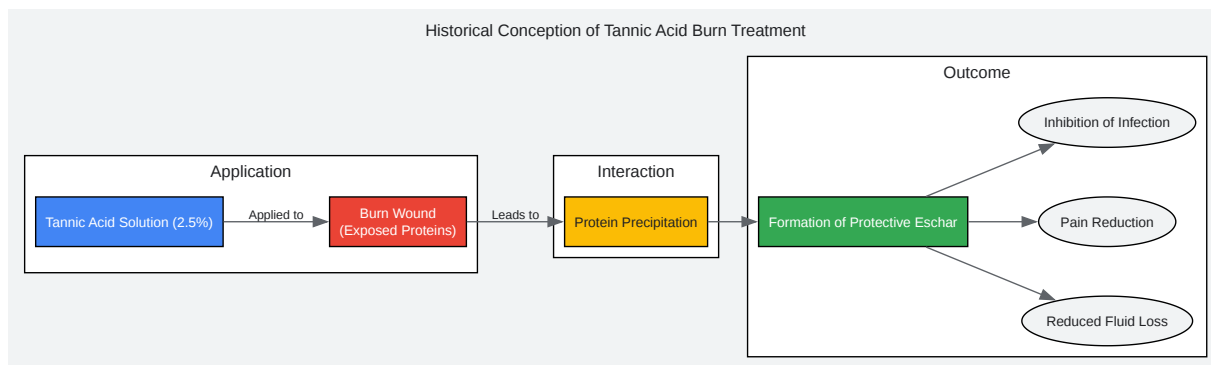 Historical Conception of Tannic Acid Burn Treatment
Application
Tannic Acid Solution (2.5%)
Applied to
Burn Wound
(Exposed Proteins)
Leads to
Interaction
Protein Precipitation
Outcome
Formation of Protective Eschar
Inhibition of Infection
Pain Reduction
Reduced Fluid Loss